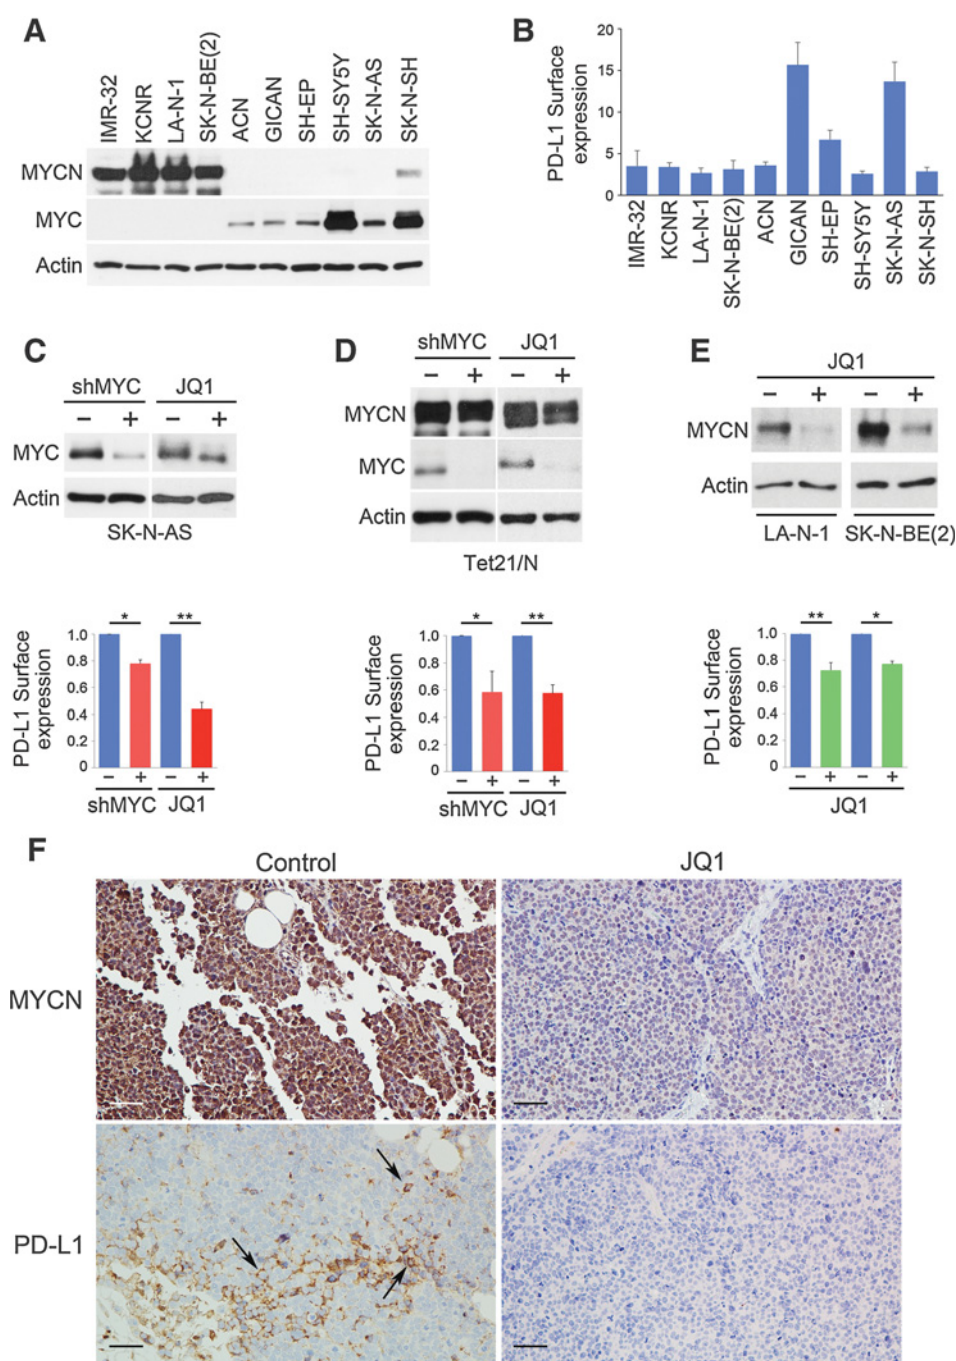 A
IMR-32
KCNR
LA-N-1
SK-N-BE(2)
ACN
GICAN
SH-EP
SH-SY5Y
SK-N-AS
SK-N-SH
MYCN
MYC
Actin
B
PD-L1 Surface
expression
20
15
10
5
0
IMR-32
KCNR
LA-N-1
SK-N-BE(2)
ACN
GICAN
SH-EP
SH-SY5Y
SK-N-AS
SK-N-SH
C
shMYC JQ1
− + − +
MYC
Actin
SK-N-AS
PD-L1 Surface
expression
1.0
0.8
0.6
0.4
0.2
0
* **
− + − +
shMYC JQ1
D
shMYC JQ1
− + − +
MYCN
MYC
Actin
Tet21/N
PD-L1 Surface
expression
1.0
0.8
0.6
0.4
0.2
0
* **
− + − +
shMYC JQ1
E
JQ1
− + − +
MYCN
Actin
LA-N-1 SK-N-BE(2)
PD-L1 Surface
expression
1.0
0.8
0.6
0.4
0.2
0
** *
− + − +
JQ1
F
Control JQ1
MYCN
PD-L1